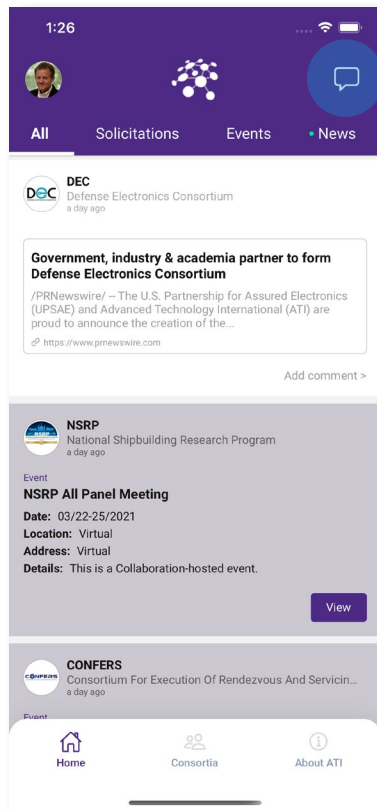 1:26
All Solicitations Events • News
DEC
DEC
Defense Electronics Consortium
a day ago
Government, industry & academia partner to form
Defense Electronics Consortium
/PRNewswire/ -- The U.S. Partnership for Assured Electronics
(UPSAE) and Advanced Technology International (ATI) are
proud to announce the creation of the...
https://www.prnewswire.com
Add comment >
NSRP
NSRP
National Shipbuilding Research Program
a day ago
Event
NSRP All Panel Meeting
Date: 03/22-25/2021
Location: Virtual
Address: Virtual
Details: This is a Collaboration-hosted event.
View
CONFERS
CONFERS
Consortium For Execution Of Rendezvous And Servicin...
a day ago
Event
Home Consortia About ATI